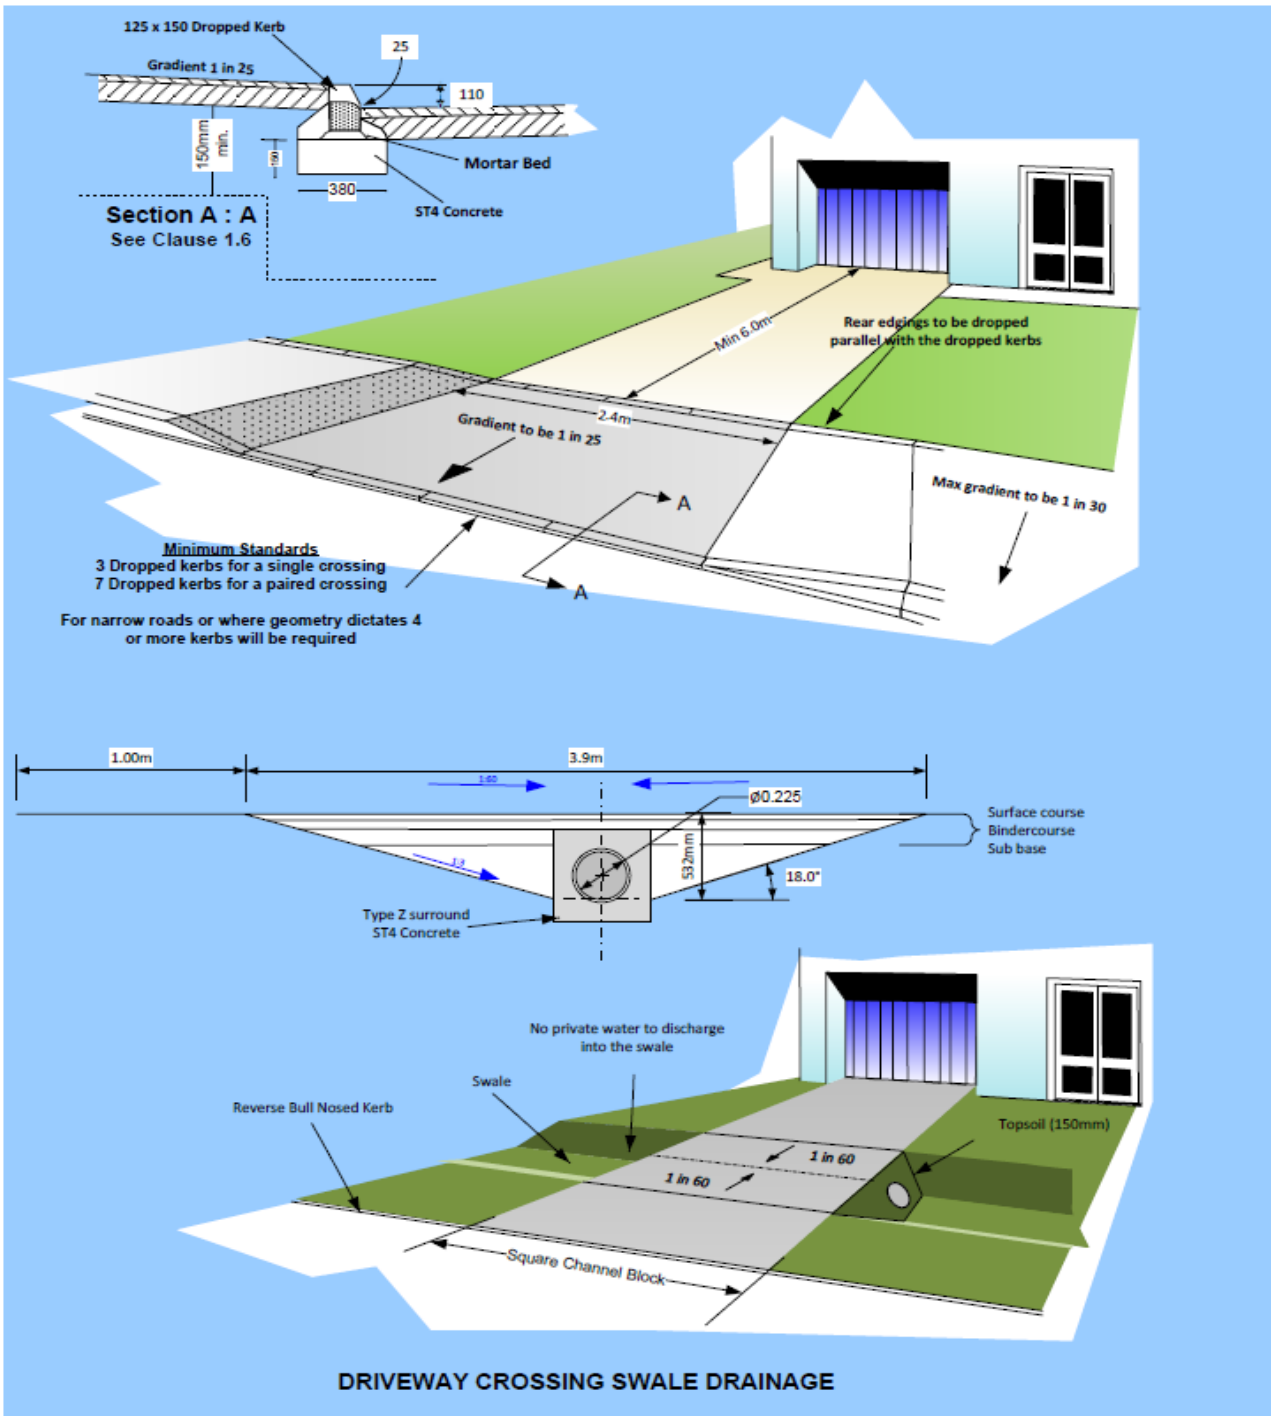 125 x 150 Dropped Kerb
25
Gradient 1 in 25
110
150mm
min.
150
Mortar Bed
380
ST4 Concrete
Section A : A
See Clause 1.6
Min 6.0m
Rear edgings to be dropped
parallel with the dropped kerbs
2.4m
Gradient to be 1 in 25
Max gradient to be 1 in 30
A
A
Minimum Standards
3 Dropped kerbs for a single crossing
7 Dropped kerbs for a paired crossing
For narrow roads or where geometry dictates 4
or more kerbs will be required
1.00m
3.9m
1:60
Ø0.225
Surface course
Bindercourse
Sub base
532mm
1:3
18.0°
Type Z surround
ST4 Concrete
No private water to discharge
into the swale
Swale
Reverse Bull Nosed Kerb
Topsoil (150mm)
1 in 60
1 in 60
Square Channel Block
DRIVEWAY CROSSING SWALE DRAINAGE